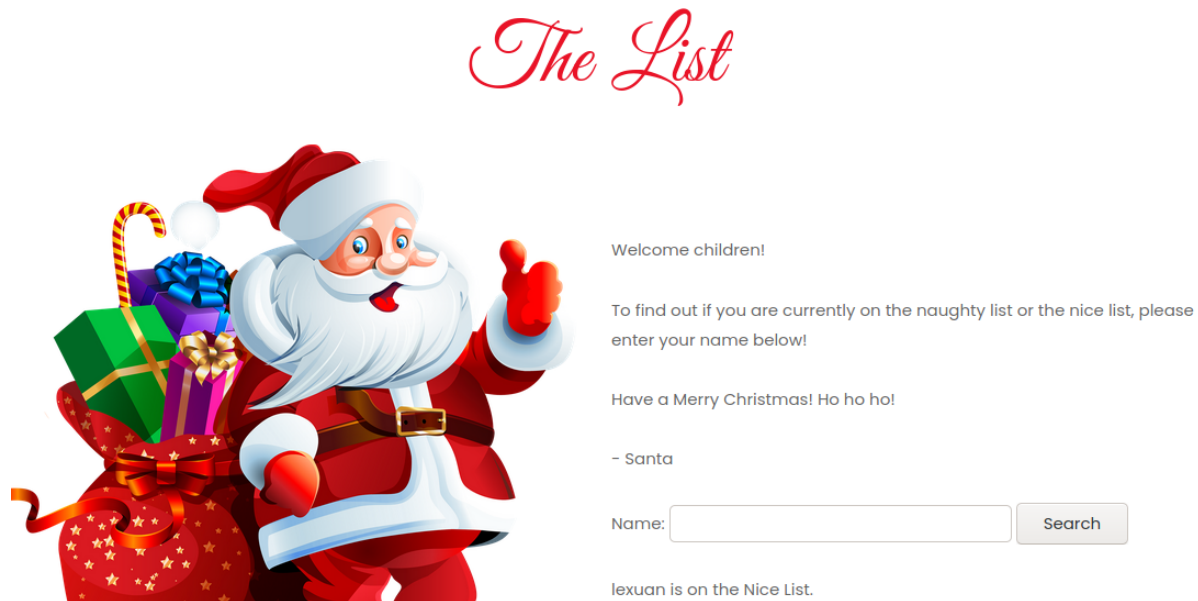 The List
Welcome children!
To find out if you are currently on the naughty list or the nice list, please
enter your name below!
Have a Merry Christmas! Ho ho ho!
- Santa
Name:
Search
lexuan is on the Nice List.